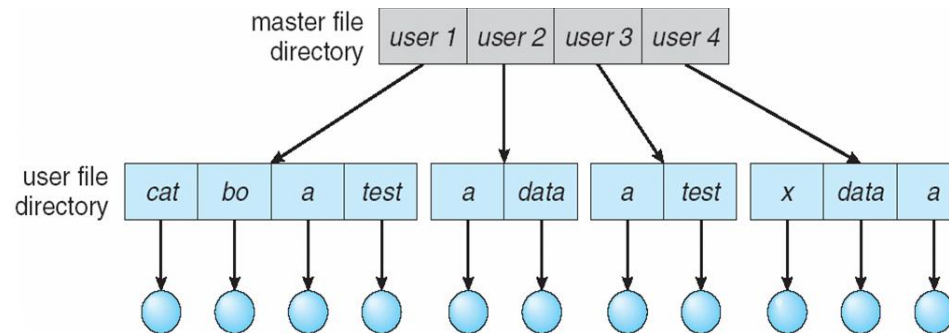 master file directory
user 1 user 2 user 3 user 4
user file directory
cat bo a test a data a test x data a